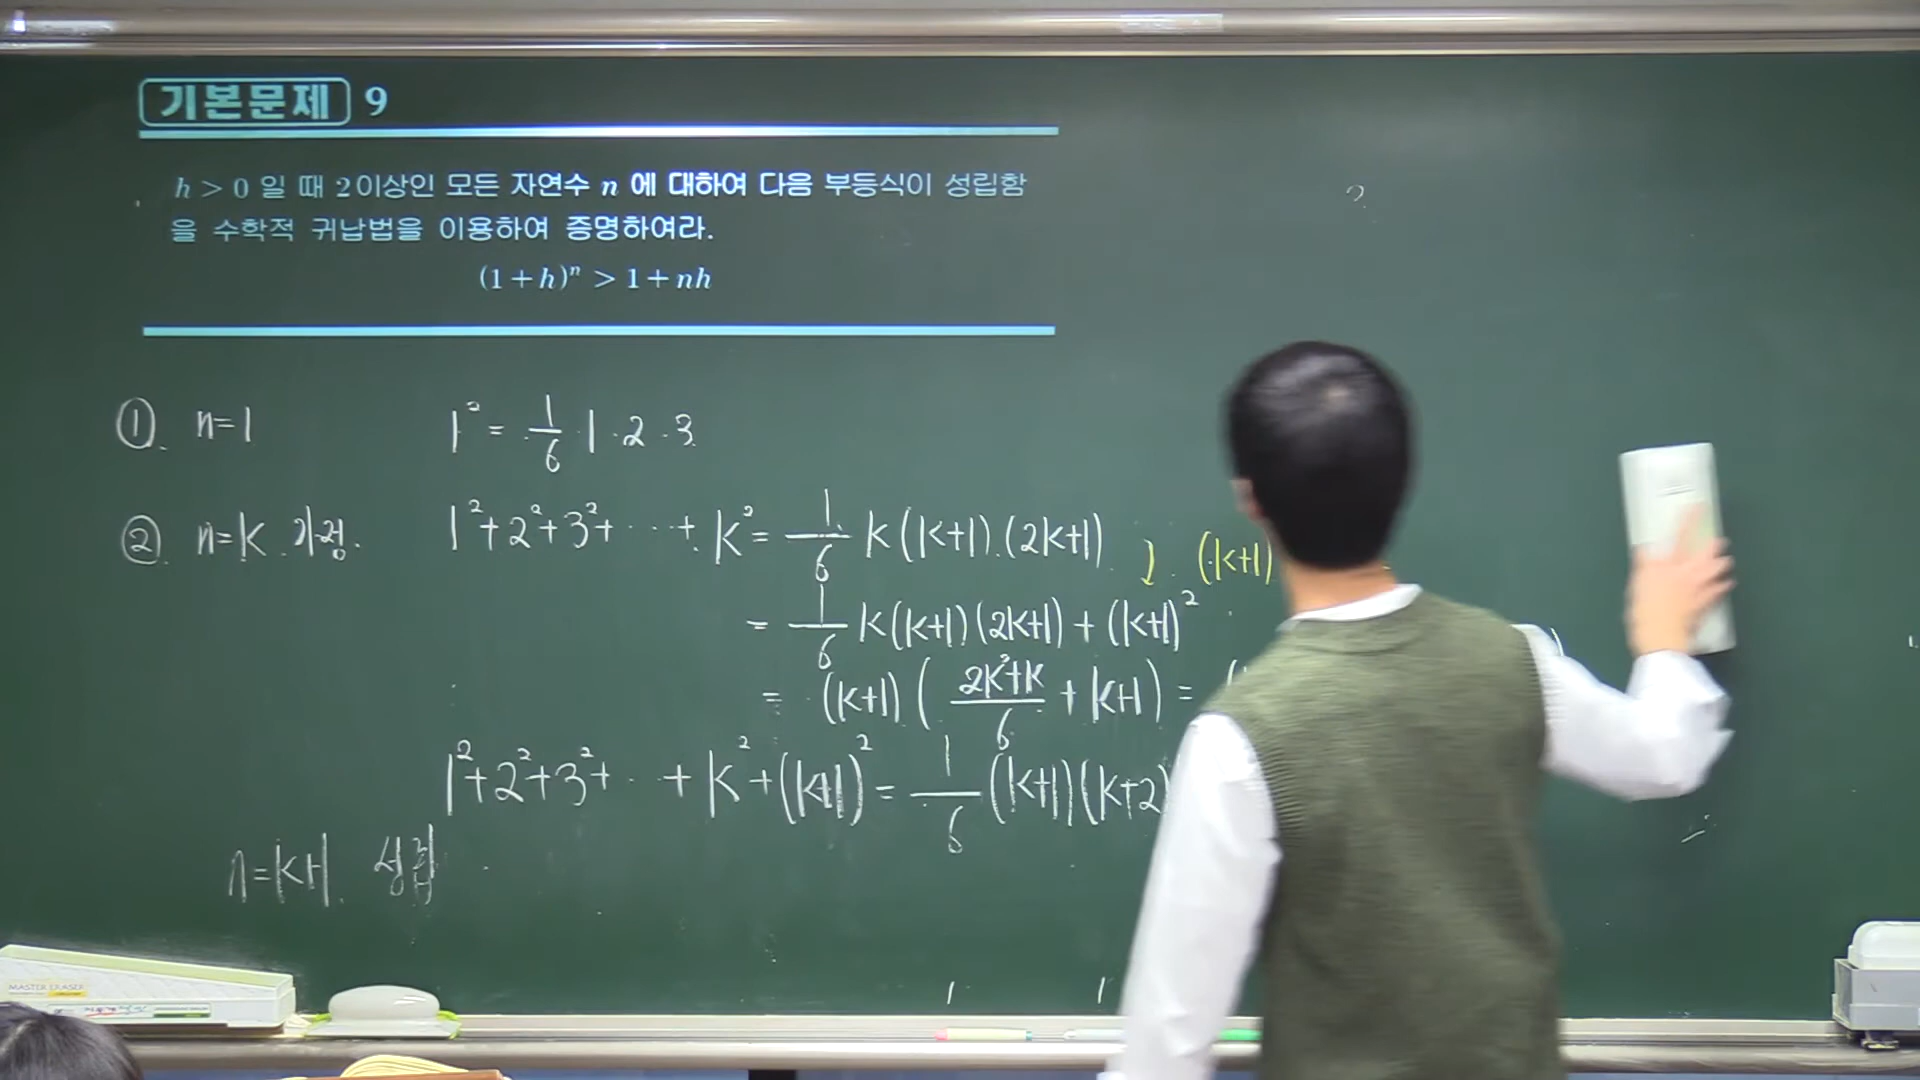 기본문제 9
h > 0 일 때 2 이상인 모든 자연수 n 에 대하여 다음 부등식이 성립함
을 수학적 귀납법을 이용하여 증명하여라.
(1+h)ⁿ > 1+nh
① n=1 1² = 1/6 · 1 · 2 · 3
② n=k 가정. 1²+2²+3²+ ··· + k² = 1/6 k(k+1)(2k+1) (k+1)
= 1/6 k(k+1)(2k+1) + (k+1)²
= (k+1) ( (2k²+k)/6 + k+1 ) = (
1²+2²+3²+ ··· + k² + (k+1)² = 1/6 (k+1)(k+2)
n=k+1 성립
MASTER ERASER